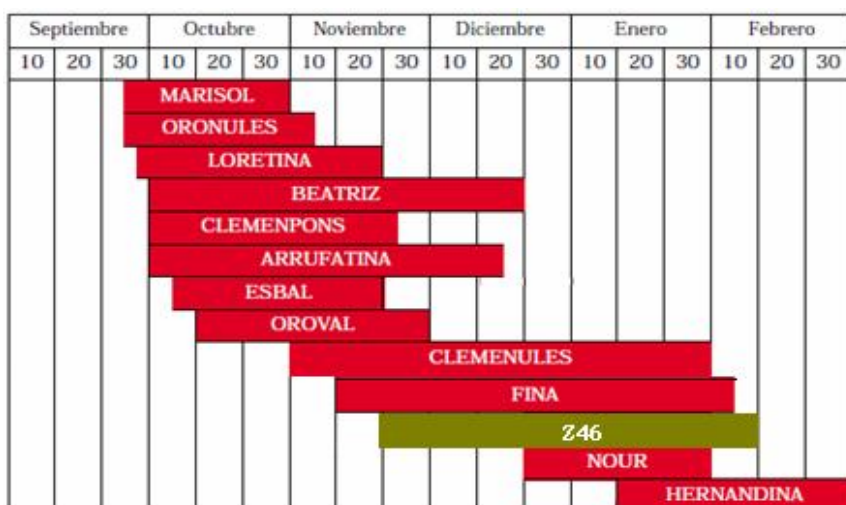 Septiembre Octubre Noviembre Diciembre Enero Febrero
10 20 30 10 20 30 10 20 30 10 20 30 10 20 30 10 20 30
MARISOL
ORONULES
LORETINA
BEATRIZ
CLEMENPONS
ARRUFATINA
ESBAL
OROVAL
CLEMENULES
FINA
Z46
NOUR
HERNANDINA